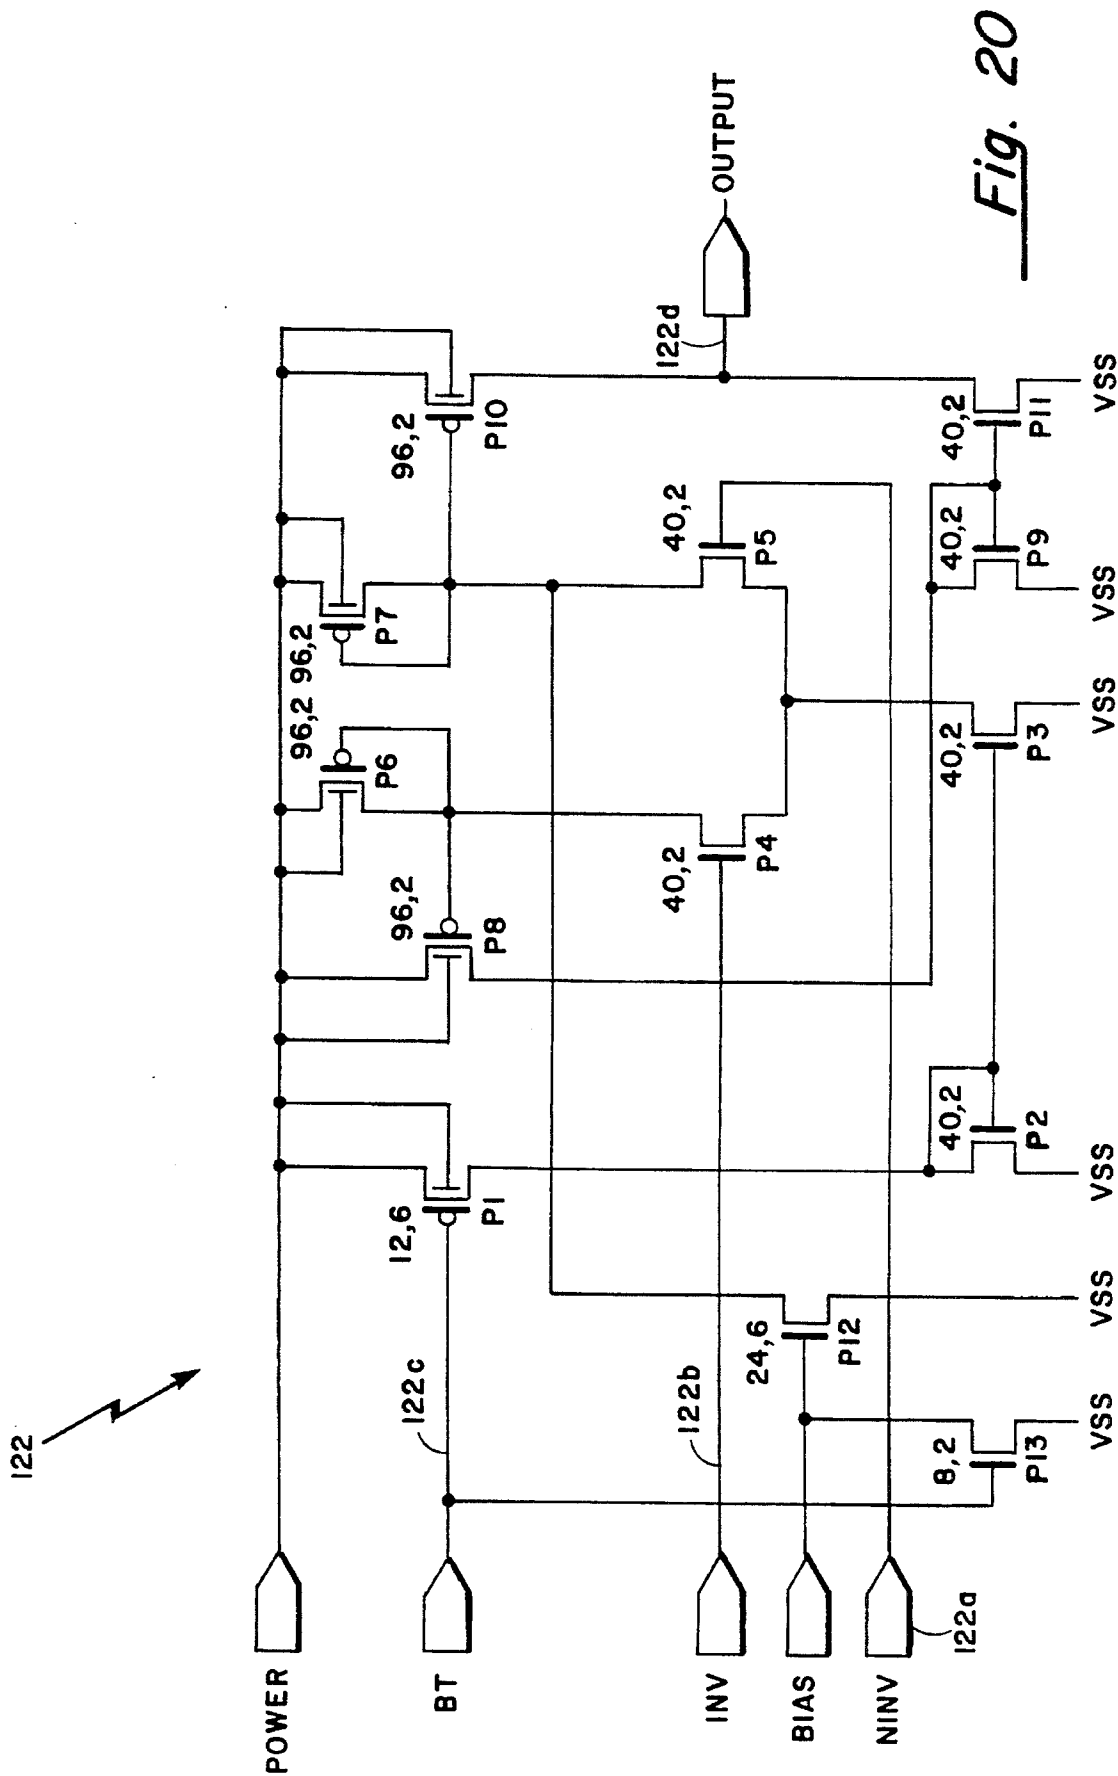 122
POWER
BT
122c
INV
122b
BIAS
NINV
122a
12,6
P1
96,2
P8
96,2
P6
96,2
P7
96,2
P10
40,2
P4
40,2
P5
122d
OUTPUT
24,6
P12
8,2
P13
40,2
P2
40,2
P3
40,2
P9
40,2
P11
VSS
VSS
VSS
VSS
VSS
VSS
Fig. 20